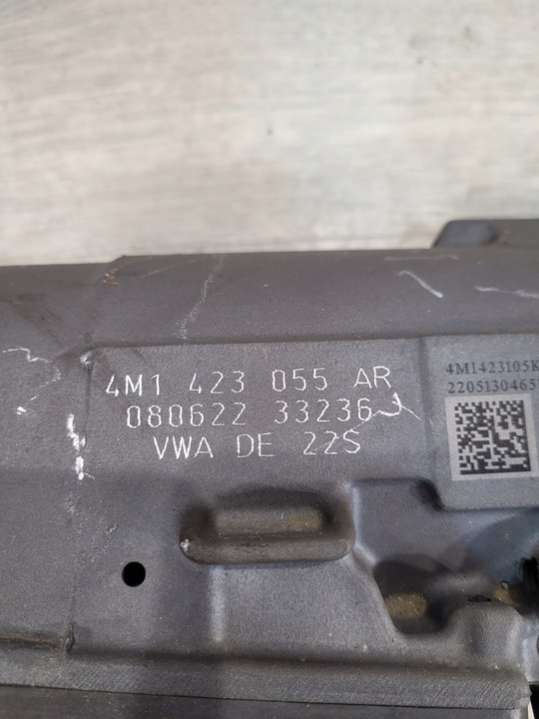 4M1 423 055 AR
080622 33236
VWA DE 22S
4M1423105K
2205130465